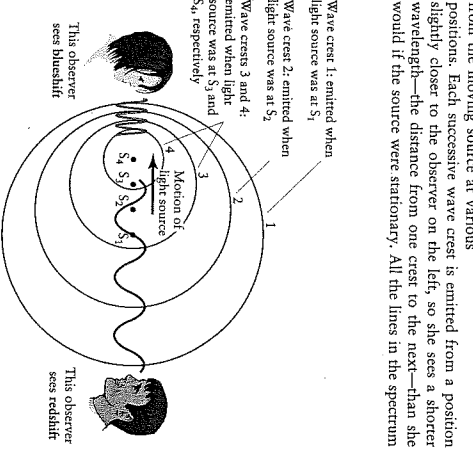 from the moving source at various
positions. Each successive wave crest is emitted from a position
slightly closer to the observer on the left, so she sees a shorter
wavelength—the distance from one crest to the next—than she
would if the source were stationary. All the lines in the spectrum
Wave crest 1: emitted when
light source was at S1
Wave crest 2: emitted when
light source was at S2
Wave crests 3 and 4:
emitted when light
source was at S3 and
S4, respectively
1
2
3
4
Motion of
light source
S4 S3 S2 S1
This observer
sees blueshift
This observer
sees redshift